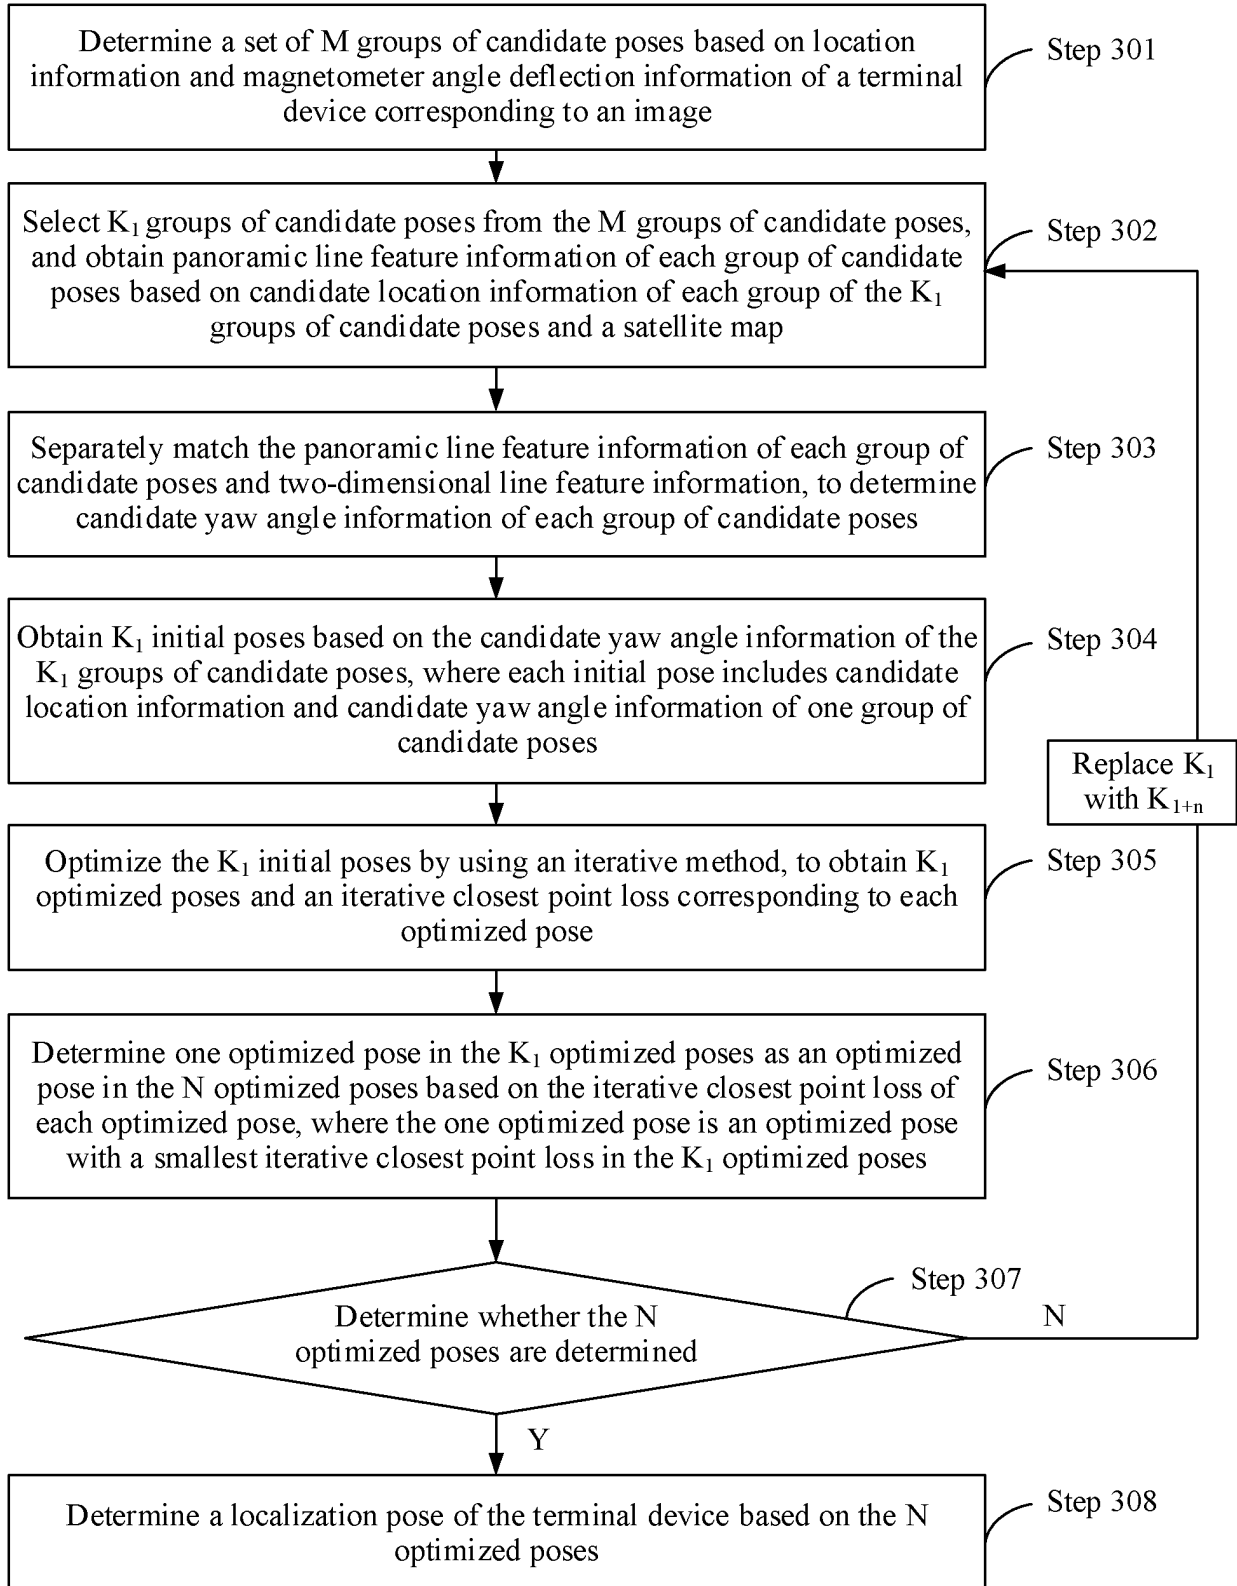 Determine a set of M groups of candidate poses based on location
information and magnetometer angle deflection information of a terminal
device corresponding to an image
Step 301
Select K₁ groups of candidate poses from the M groups of candidate poses,
and obtain panoramic line feature information of each group of candidate
poses based on candidate location information of each group of the K₁
groups of candidate poses and a satellite map
Step 302
Separately match the panoramic line feature information of each group of
candidate poses and two-dimensional line feature information, to determine
candidate yaw angle information of each group of candidate poses
Step 303
Obtain K₁ initial poses based on the candidate yaw angle information of the
K₁ groups of candidate poses, where each initial pose includes candidate
location information and candidate yaw angle information of one group of
candidate poses
Step 304
Replace K₁
with K₁₊ₙ
Optimize the K₁ initial poses by using an iterative method, to obtain K₁
optimized poses and an iterative closest point loss corresponding to each
optimized pose
Step 305
Determine one optimized pose in the K₁ optimized poses as an optimized
pose in the N optimized poses based on the iterative closest point loss of
each optimized pose, where the one optimized pose is an optimized pose
with a smallest iterative closest point loss in the K₁ optimized poses
Step 306
Step 307
Determine whether the N
optimized poses are determined
N
Y
Determine a localization pose of the terminal device based on the N
optimized poses
Step 308